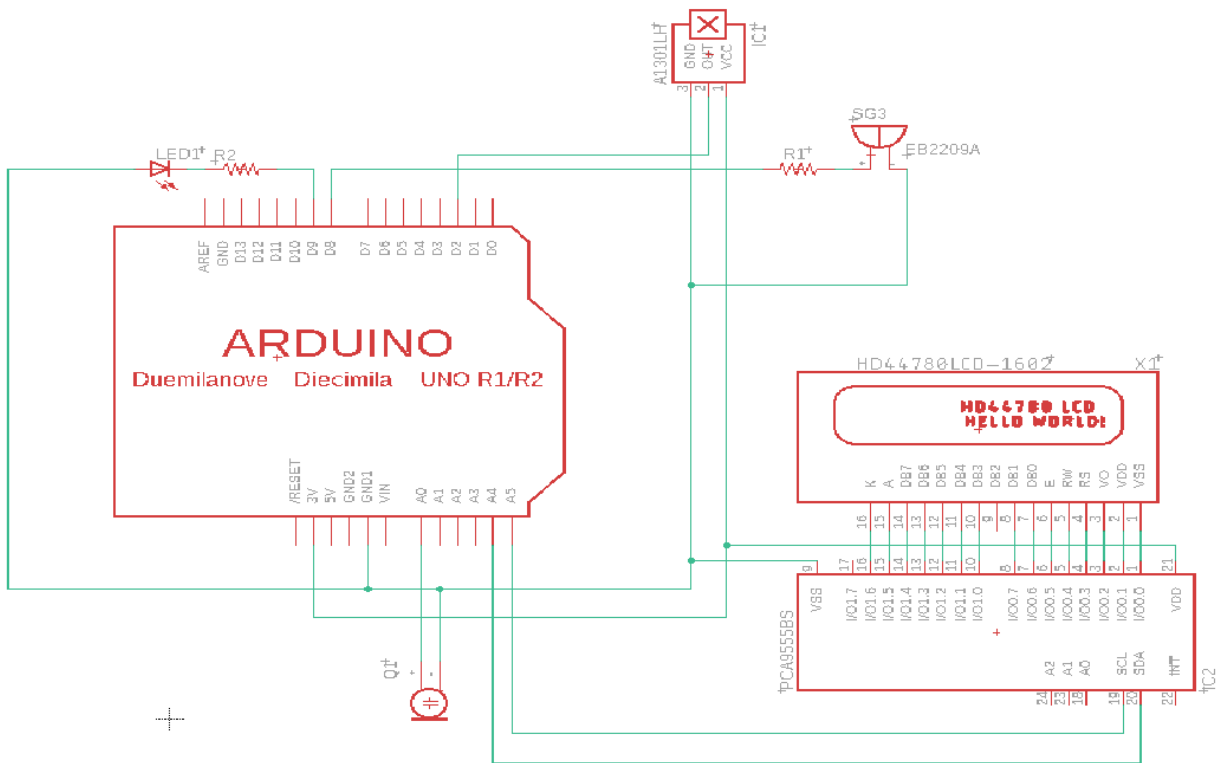 A1301LH
IC1
GND
OUT
VCC
3
2
1
SG3
EB2209A
LED1
R2
R1
AREF
GND
D13
D12
D11
D10
D9
D8
D7
D6
D5
D4
D3
D2
D1
D0
ARDUINO
Duemilanove Diecimila UNO R1/R2
/RESET
3V
5V
GND2
GND1
VIN
A0
A1
A2
A3
A4
A5
HD44780LCD-1602
X1
HD44780 LCD
HELLO WORLD!
K
A
DB7
DB6
DB5
DB4
DB3
DB2
DB1
DB0
E
RW
RS
VO
VDD
VSS
16
15
14
13
12
11
10
9
8
7
6
5
4
3
2
1
9
17
16
15
14
13
12
11
10
8
7
6
5
4
3
2
1
21
VSS
I/O1.7
I/O1.6
I/O1.5
I/O1.4
I/O1.3
I/O1.2
I/O1.1
I/O1.0
I/O0.7
I/O0.6
I/O0.5
I/O0.4
I/O0.3
I/O0.2
I/O0.1
I/O0.0
VDD
PCA9555BS
A2
A1
A0
SCL
SDA
INT
24
23
18
19
20
22
IC2
Q1
+
-